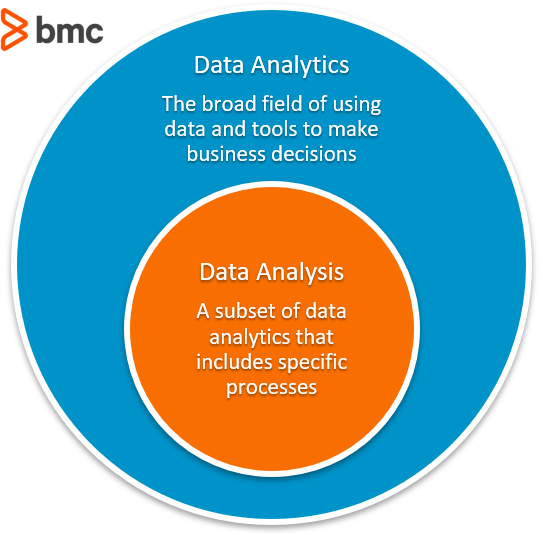 bmc
Data Analytics
The broad field of using
data and tools to make
business decisions
Data Analysis
A subset of data
analytics that
includes specific
processes